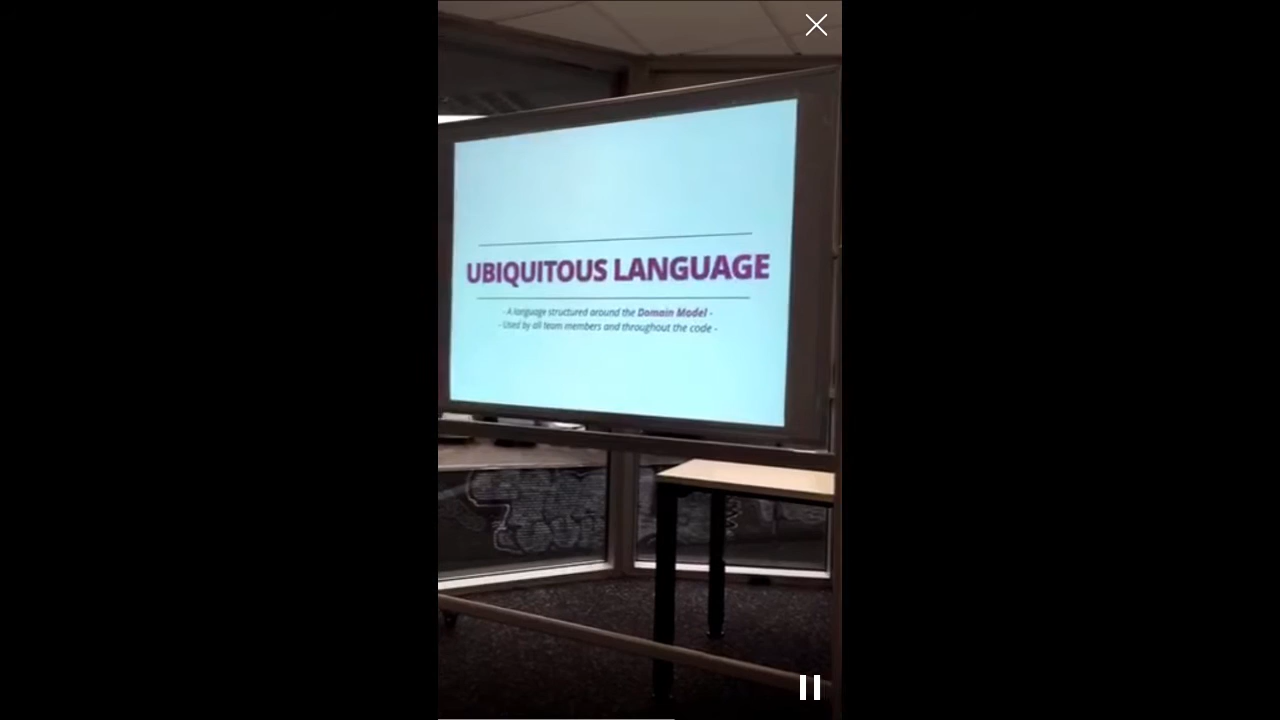 UBIQUITOUS LANGUAGE
- A language structured around the Domain Model -
- Used by all team members and throughout the code -